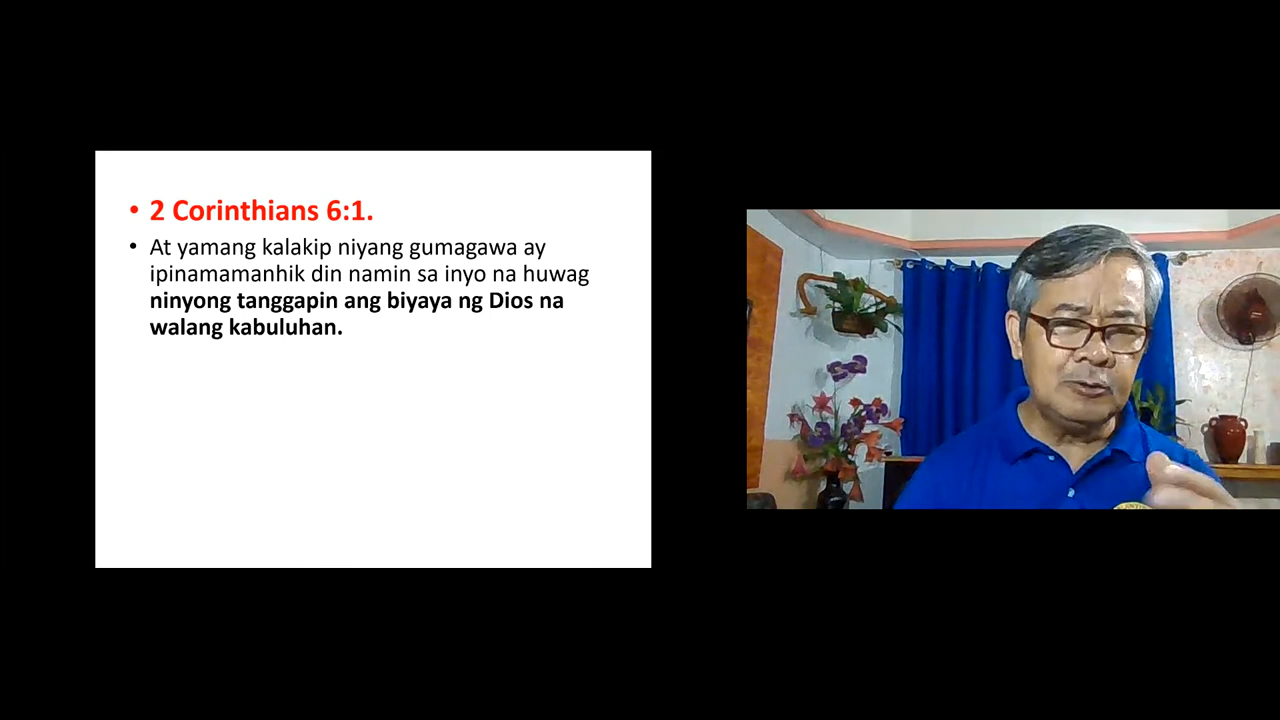 • 2 Corinthians 6:1.
• At yamang kalakip niyang gumagawa ay
ipinamamanhik din namin sa inyo na huwag
ninyong tanggapin ang biyaya ng Dios na
walang kabuluhan.